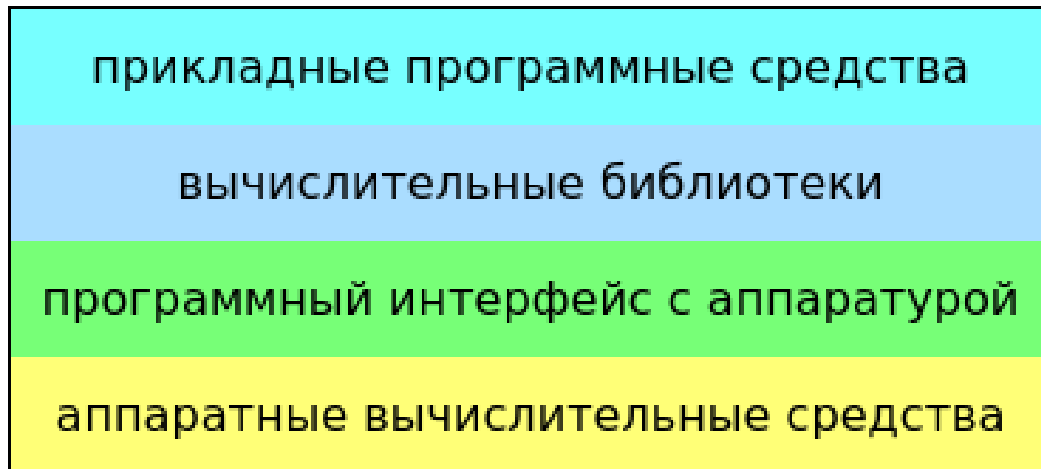 прикладные программные средства
вычислительные библиотеки
программный интерфейс с аппаратурой
аппаратные вычислительные средства